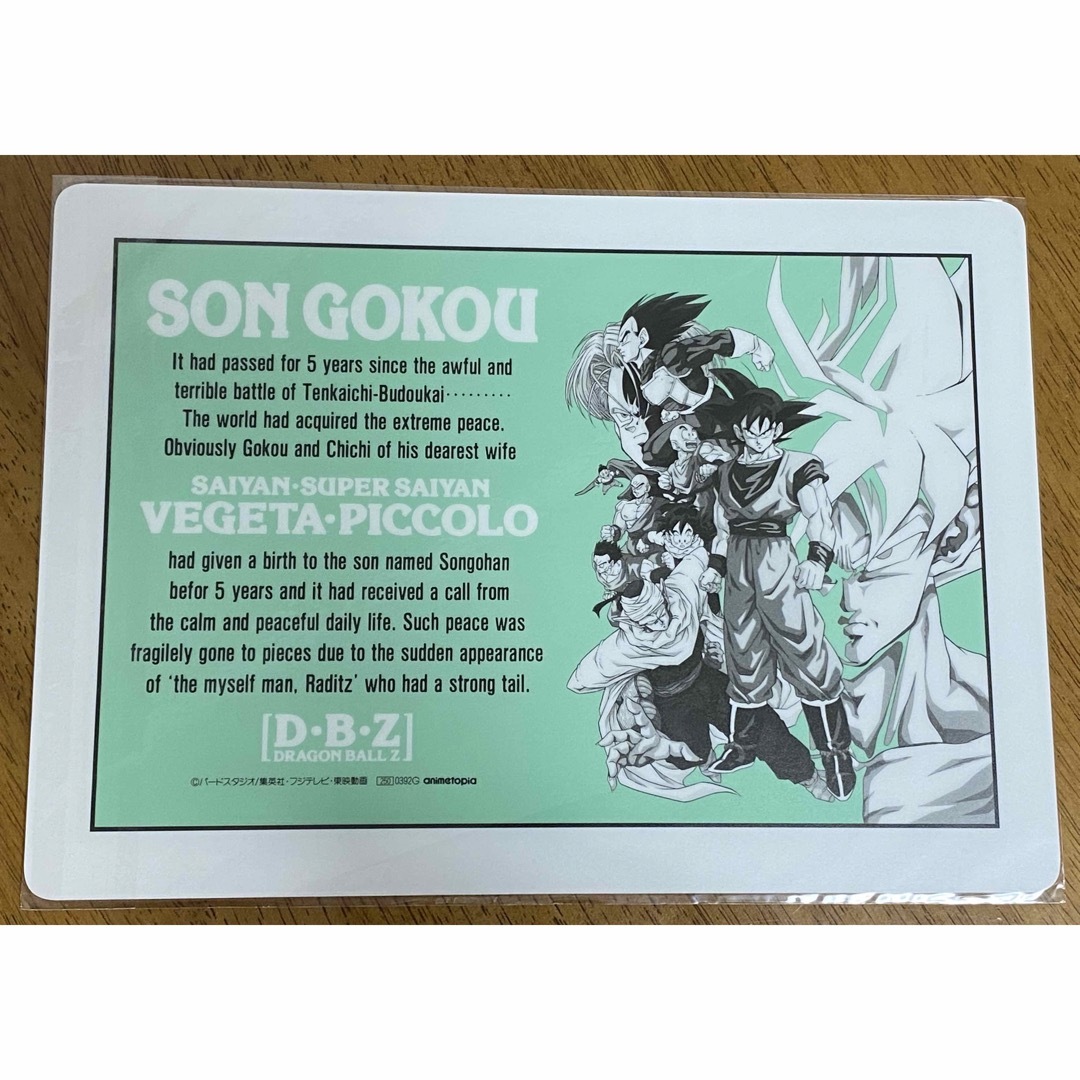 SON GOKOU
It had passed for 5 years since the awful and
terrible battle of Tenkaichi-Budoukai·········
The world had acquired the extreme peace.
Obviously Gokou and Chichi of his dearest wife
SAIYAN·SUPER SAIYAN
VEGETA·PICCOLO
had given a birth to the son named Songohan
befor 5 years and it had received a call from
the calm and peaceful daily life. Such peace was
fragilely gone to pieces due to the sudden appearance
of ‘the myself man, Raditz’ who had a strong tail.
[D·B·Z]
DRAGON BALL Z
©バードスタジオ/集英社・フジテレビ・東映動画 250 0392G animetopia